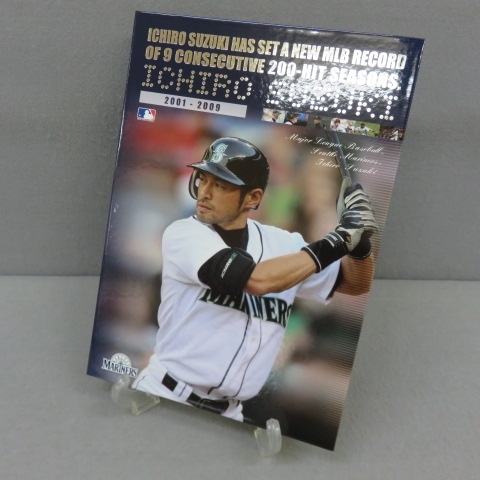 ICHIRO SUZUKI HAS SET A NEW MLB RECORD
OF 9 CONSECUTIVE 200-HIT SEASONS
ICHIRO SUZUKI
2001 - 2009
Major League Baseball,
Seattle Mariners,
Ichiro Suzuki
MARINERS
MARINERS